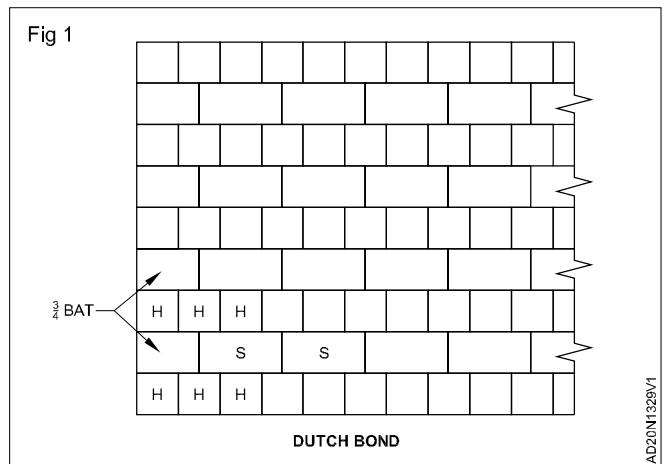 Fig 1
¾ BAT
H H H
S S
H H H
DUTCH BOND
AD20N1329V1